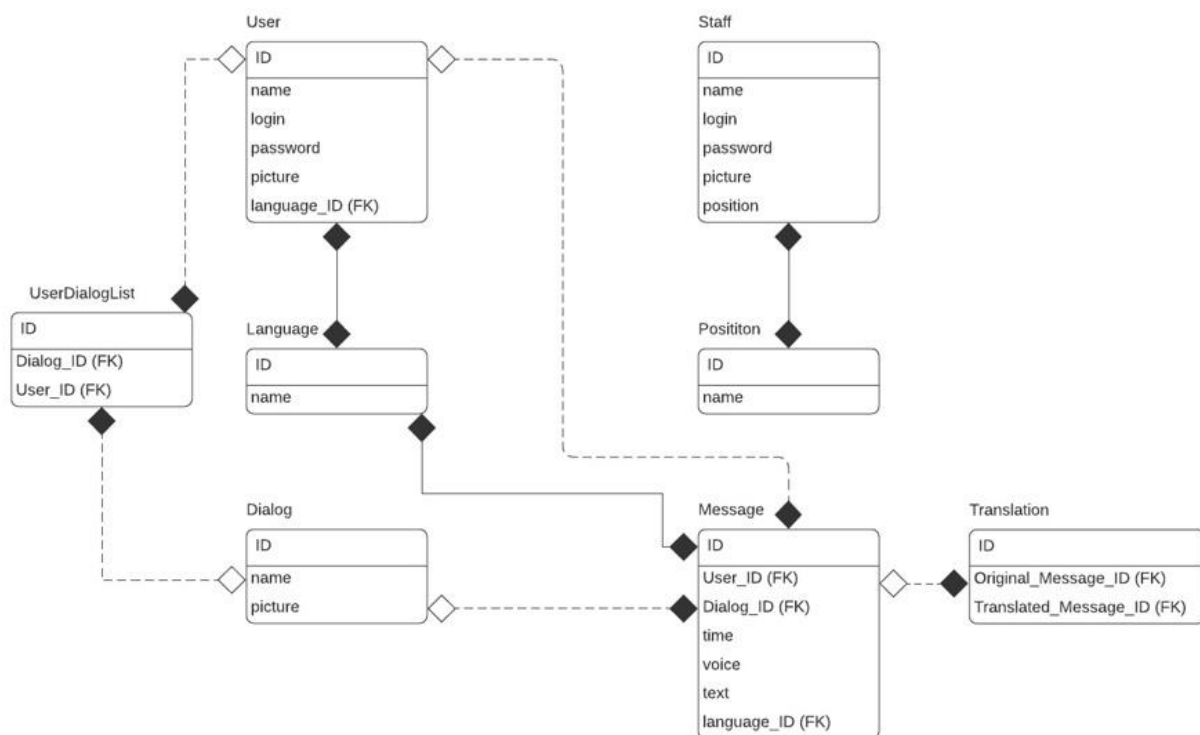 User
ID
name
login
password
picture
language_ID (FK)
Staff
ID
name
login
password
picture
position
UserDialogList
ID
Dialog_ID (FK)
User_ID (FK)
Language
ID
name
Posititon
ID
name
Dialog
ID
name
picture
Message
ID
User_ID (FK)
Dialog_ID (FK)
time
voice
text
language_ID (FK)
Translation
ID
Original_Message_ID (FK)
Translated_Message_ID (FK)